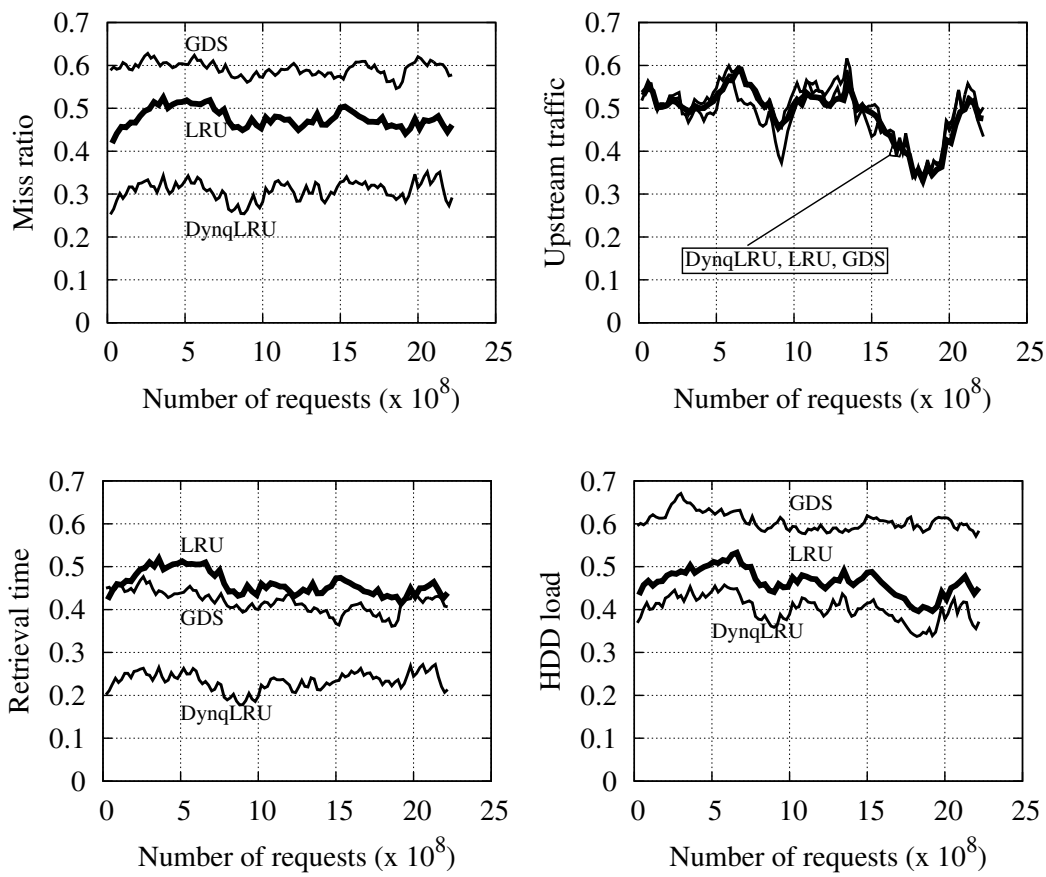 0.7
0.6
0.5
0.4
0.3
0.2
0.1
0
Miss ratio
GDS
LRU
DynqLRU
0 5 10 15 20 25
Number of requests (x 10^8)
0.7
0.6
0.5
0.4
0.3
0.2
0.1
0
Upstream traffic
DynqLRU, LRU, GDS
0 5 10 15 20 25
Number of requests (x 10^8)
0.7
0.6
0.5
0.4
0.3
0.2
0.1
0
Retrieval time
LRU
GDS
DynqLRU
0 5 10 15 20 25
Number of requests (x 10^8)
0.7
0.6
0.5
0.4
0.3
0.2
0.1
0
HDD load
GDS
LRU
DynqLRU
0 5 10 15 20 25
Number of requests (x 10^8)